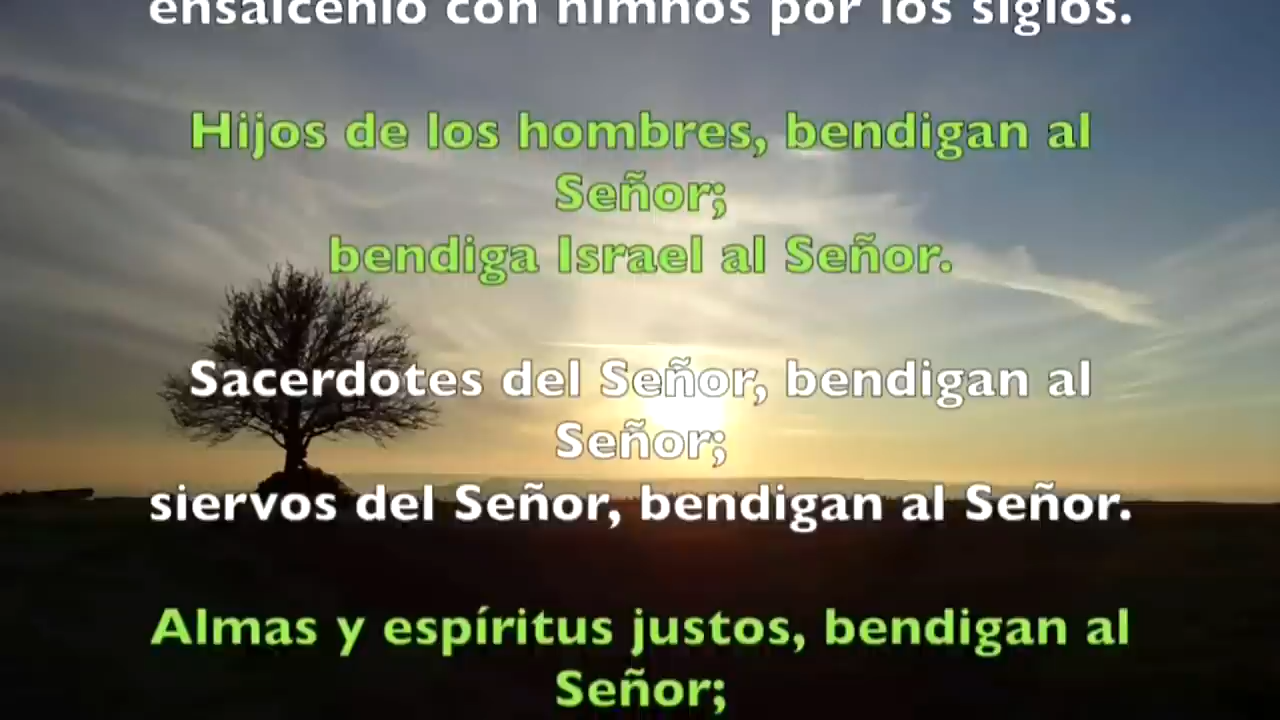 ensálcenlo con himnos por los siglos.
Hijos de los hombres, bendigan al
Señor;
bendiga Israel al Señor.
Sacerdotes del Señor, bendigan al
Señor;
siervos del Señor, bendigan al Señor.
Almas y espíritus justos, bendigan al
Señor;